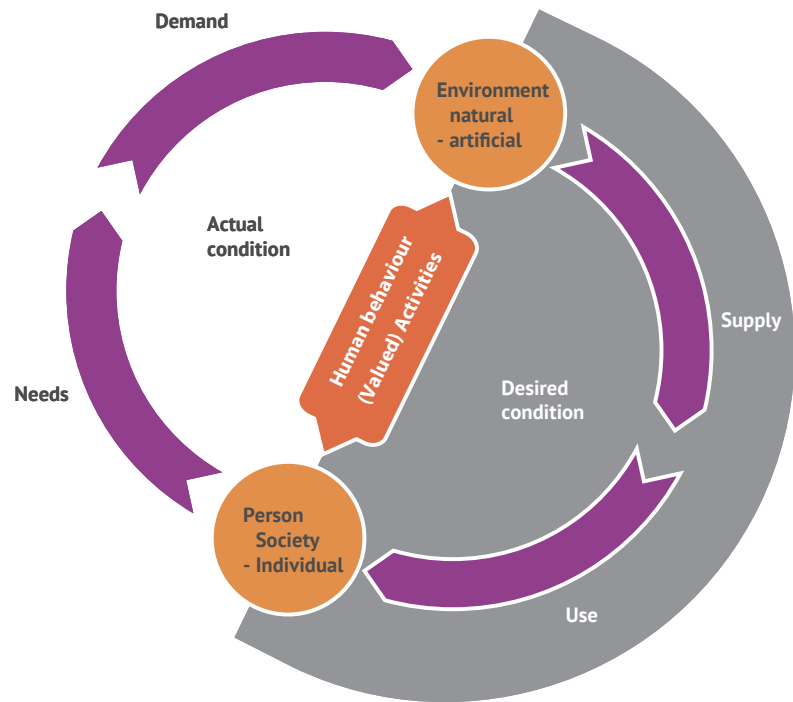 Demand
Environment
natural
- artificial
Actual
condition
Human behaviour
(Valued) Activities
Supply
Desired
condition
Needs
Person
Society
- Individual
Use